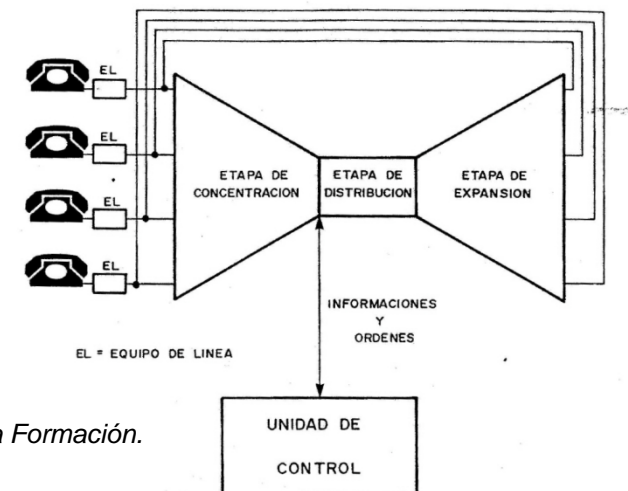 EL
EL
EL
EL
ETAPA DE
CONCENTRACION
ETAPA DE
DISTRIBUCION
ETAPA DE
EXPANSION
INFORMACIONES
Y
ORDENES
EL = EQUIPO DE LINEA
Formación.
UNIDAD DE
CONTROL